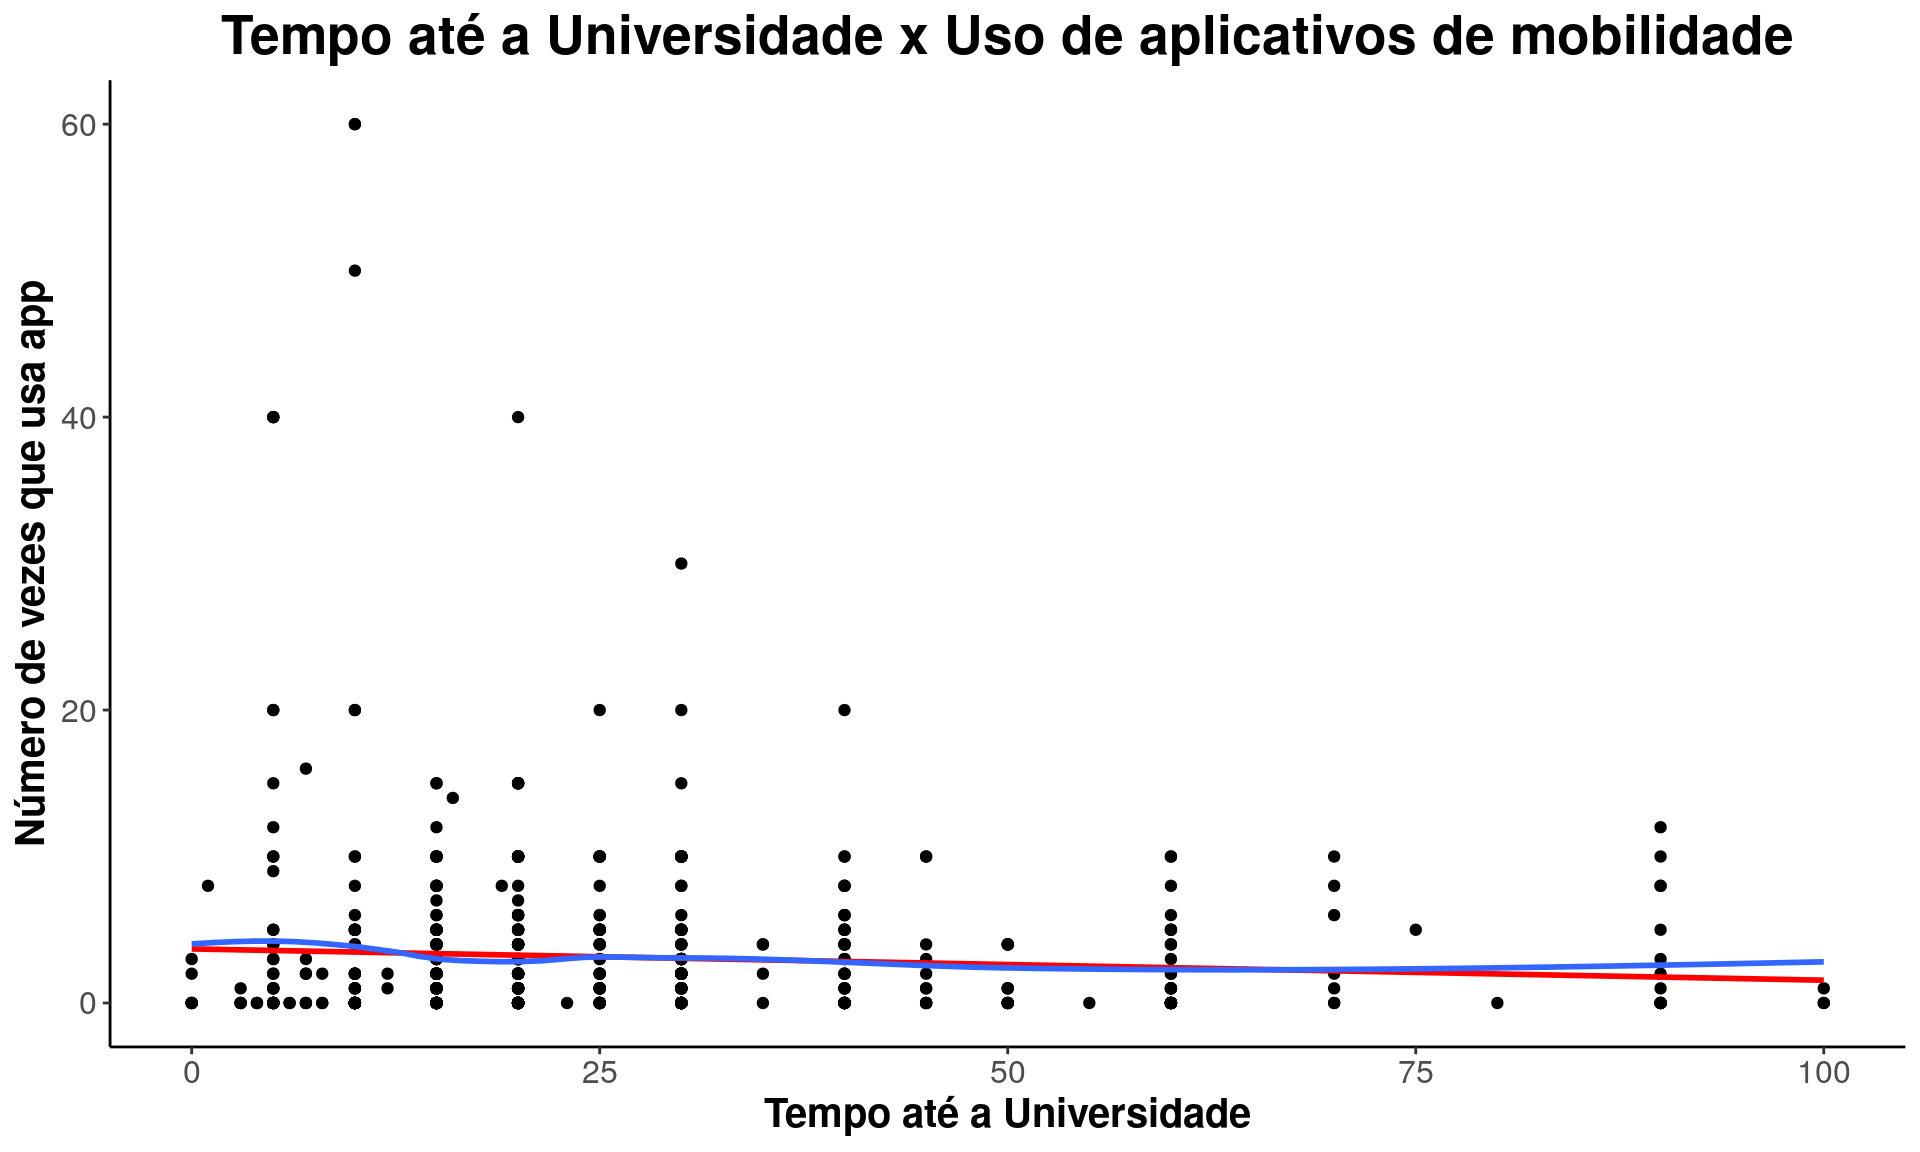 Tempo até a Universidade x Uso de aplicativos de mobilidade
Número de vezes que usa app
60
40
20
0
0 25 50 75 100
Tempo até a Universidade